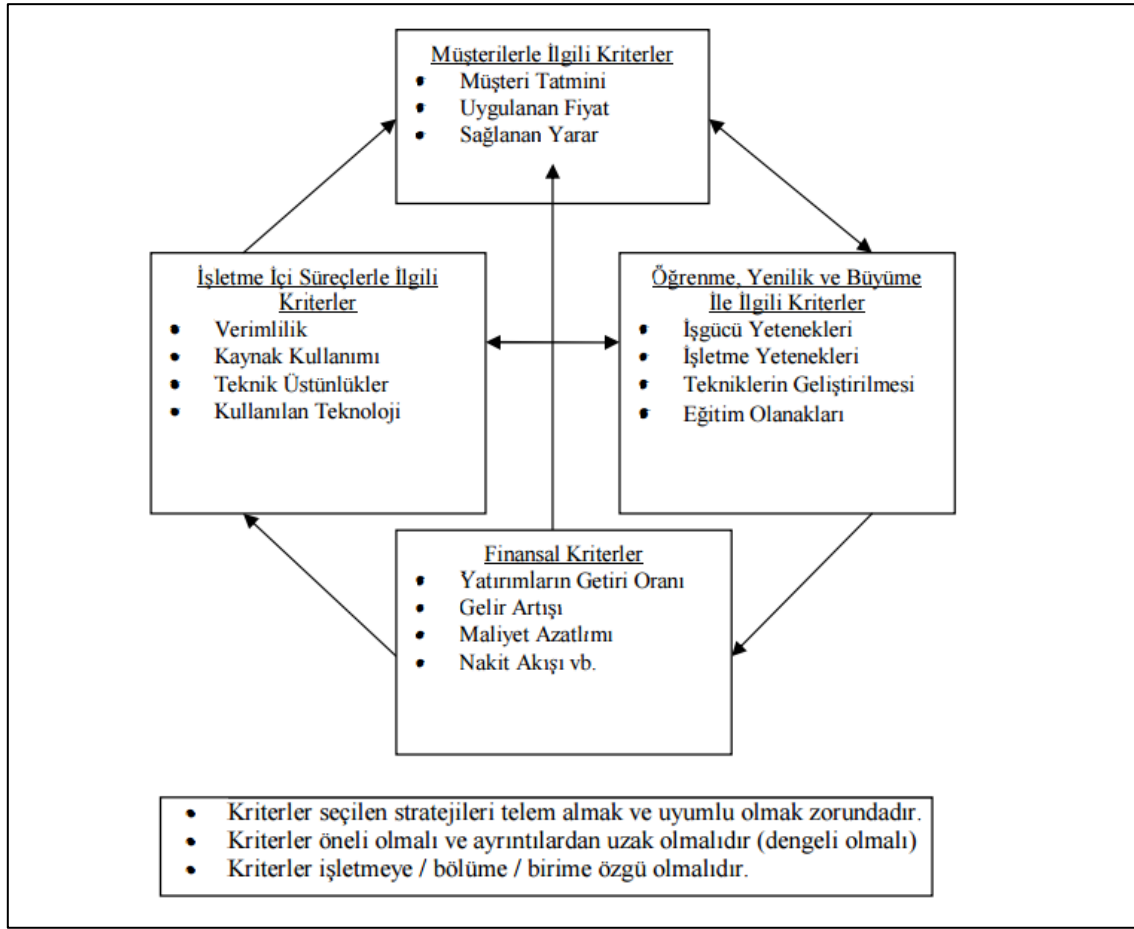 Müşterilerle İlgili Kriterler
• Müşteri Tatmini
• Uygulanan Fiyat
• Sağlanan Yarar
İşletme İçi Süreçlerle İlgili
Kriterler
• Verimlilik
• Kaynak Kullanımı
• Teknik Üstünlükler
• Kullanılan Teknoloji
Öğrenme, Yenilik ve Büyüme
İle İlgili Kriterler
• İşgücü Yetenekleri
• İşletme Yetenekleri
• Tekniklerin Geliştirilmesi
• Eğitim Olanakları
Finansal Kriterler
• Yatırımların Getiri Oranı
• Gelir Artışı
• Maliyet Azatlımı
• Nakit Akışı vb.
• Kriterler seçilen stratejileri telem almak ve uyumlu olmak zorundadır.
• Kriterler öneli olmalı ve ayrıntılardan uzak olmalıdır (dengeli olmalı)
• Kriterler işletmeye / bölüme / birime özgü olmalıdır.